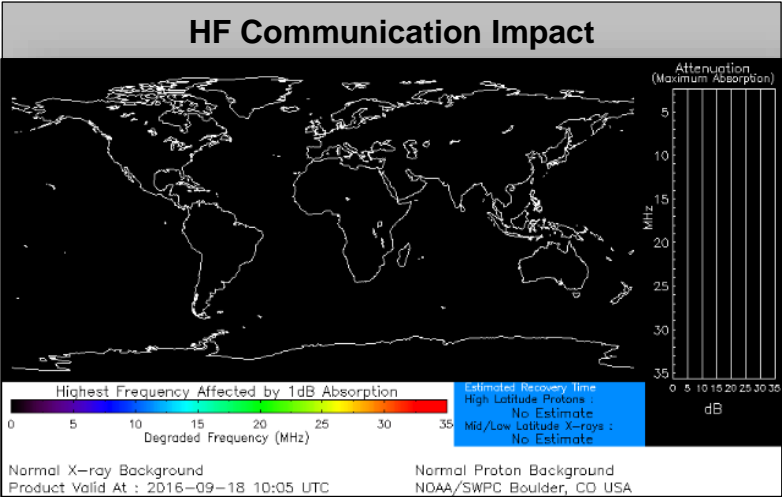 HF Communication Impact
Attenuation
(Maximum Absorption)
5
10
15
20
25
30
35
MHz
0 5 10 15 20 25 30 35
dB
Highest Frequency Affected by 1dB Absorption
0 5 10 15 20 25 30 35
Degraded Frequency (MHz)
Estimated Recovery Time
High Latitude Protons :
No Estimate
Mid/Low Latitude X-rays :
No Estimate
Normal X-ray Background
Normal Proton Background
Product Valid At : 2016-09-18 10:05 UTC
NOAA/SWPC Boulder, CO USA